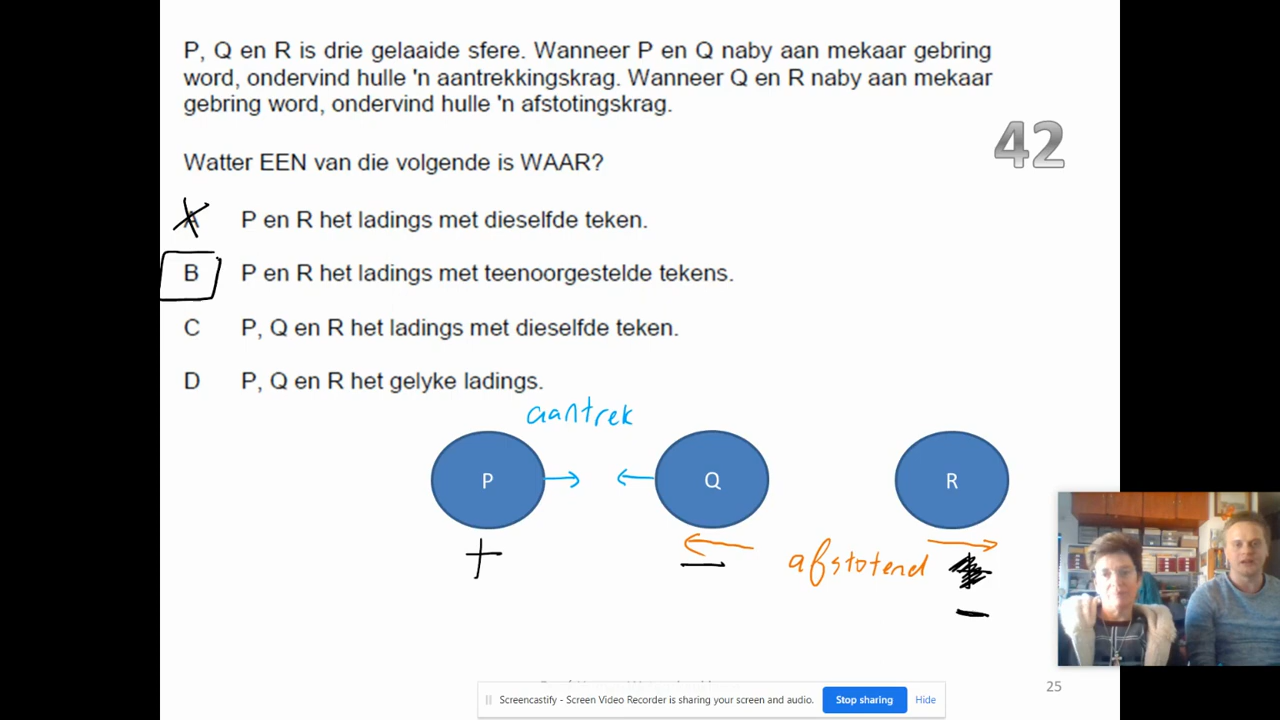 P, Q en R is drie gelaaide sfere. Wanneer P en Q naby aan mekaar gebring
word, ondervind hulle 'n aantrekkingskrag. Wanneer Q en R naby aan mekaar
gebring word, ondervind hulle 'n afstotingskrag.
42
Watter EEN van die volgende is WAAR?
A P en R het ladings met dieselfde teken.
B P en R het ladings met teenoorgestelde tekens.
C P, Q en R het ladings met dieselfde teken.
D P, Q en R het gelyke ladings.
aantrek
P Q R
+ − afstotend
−
25
Screencastify - Screen Video Recorder is sharing your screen and audio. Stop sharing Hide